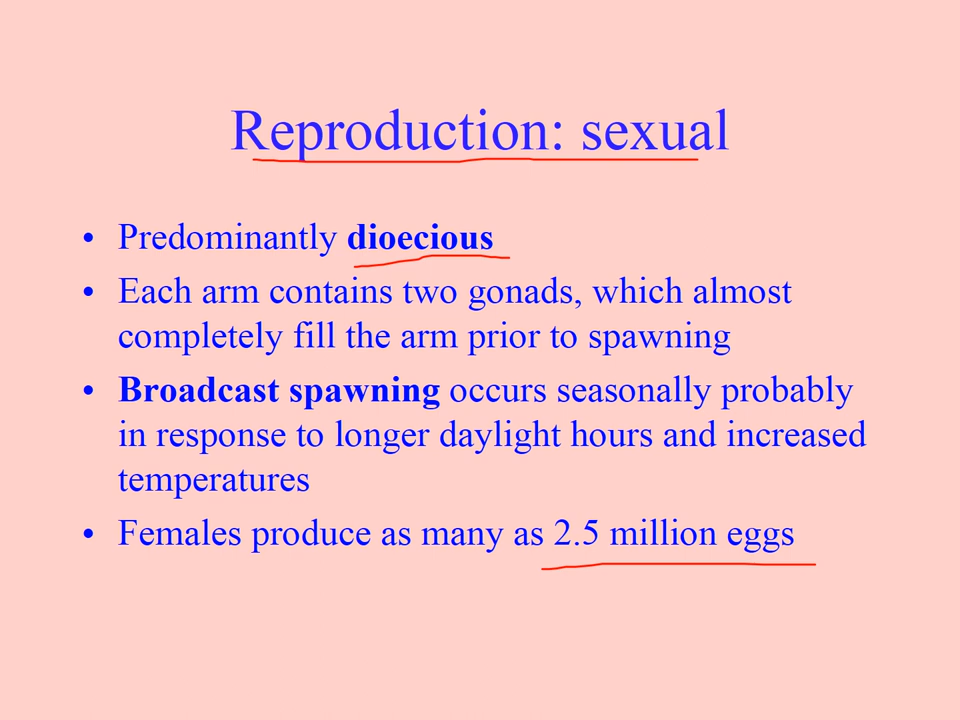 Reproduction: sexual
• Predominantly dioecious
• Each arm contains two gonads, which almost
completely fill the arm prior to spawning
• Broadcast spawning occurs seasonally probably
in response to longer daylight hours and increased
temperatures
• Females produce as many as 2.5 million eggs